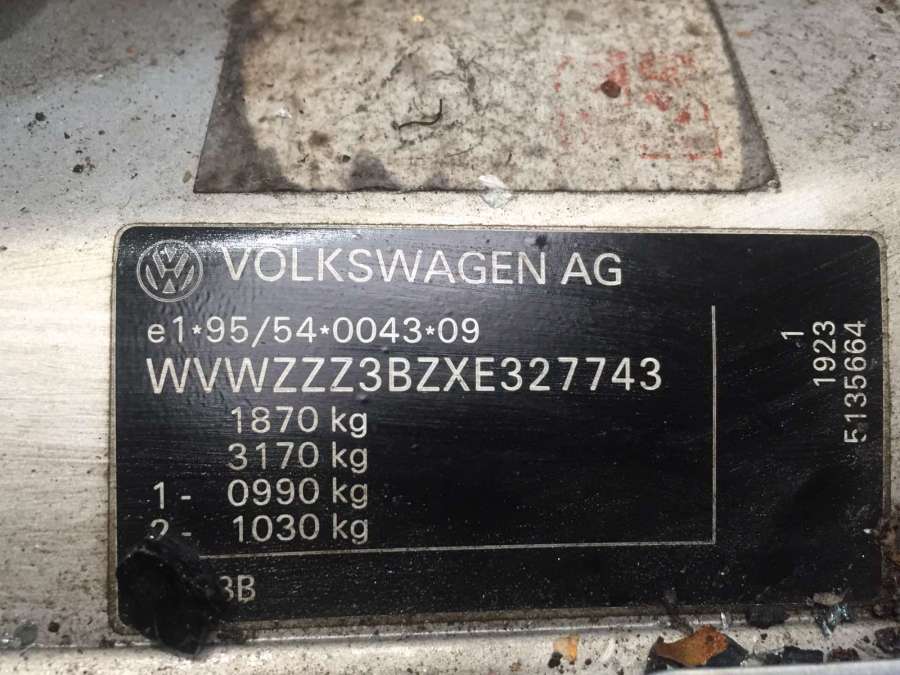 VOLKSWAGEN AG
e1*95/54*0043*09
WVWZZZ3BZXE327743
1870 kg
3170 kg
1 - 0990 kg
2 - 1030 kg
3B
1
1923
5135664